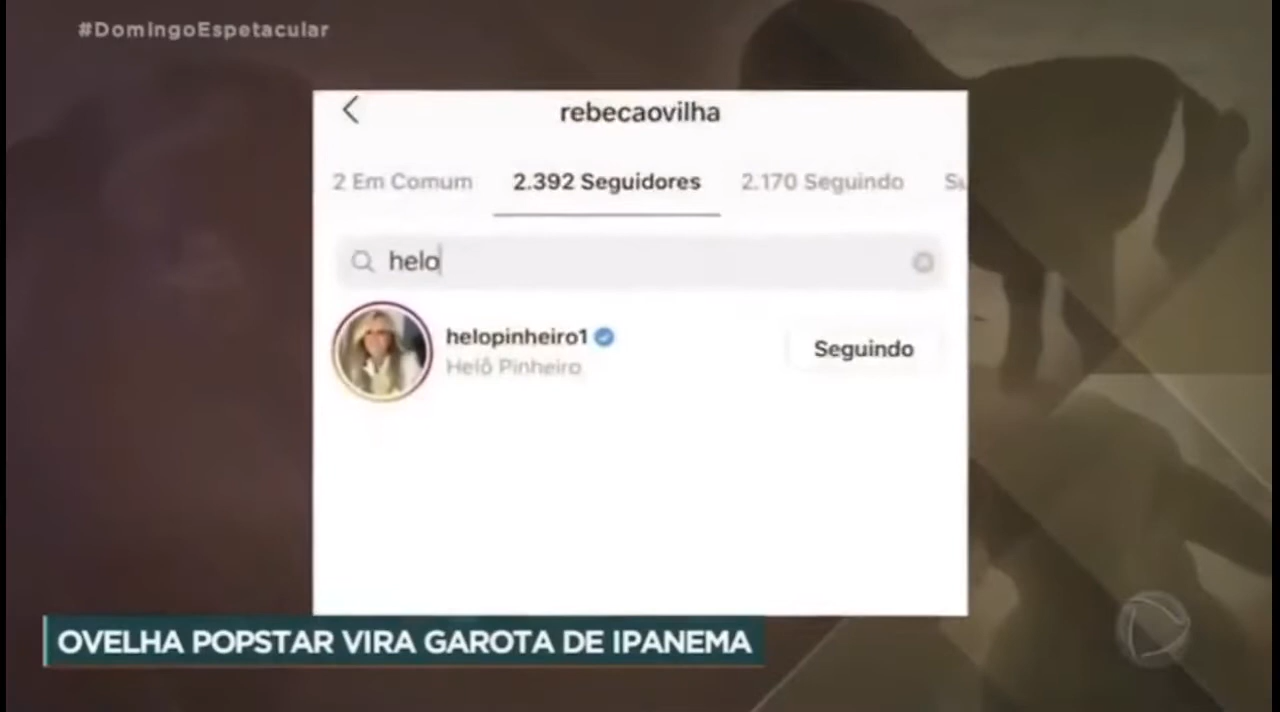 #DomingoEspetacular
rebecaovilha
2 Em Comum 2.392 Seguidores 2.170 Seguindo
helo
helopinheiro1
Helô Pinheiro
Seguindo
OVELHA POPSTAR VIRA GAROTA DE IPANEMA